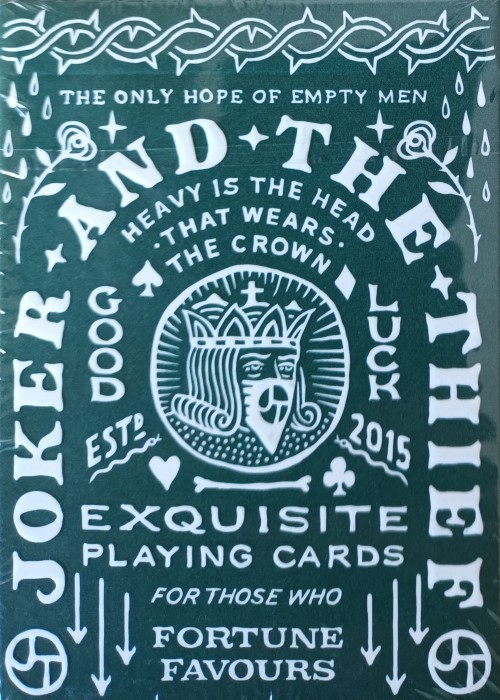 THE ONLY HOPE OF EMPTY MEN
JOKER AND THE THIEF
HEAVY IS THE HEAD
THAT WEARS
THE CROWN
GOOD
LUCK
ESTD
2015
EXQUISITE
PLAYING CARDS
FOR THOSE WHO
FORTUNE
FAVOURS